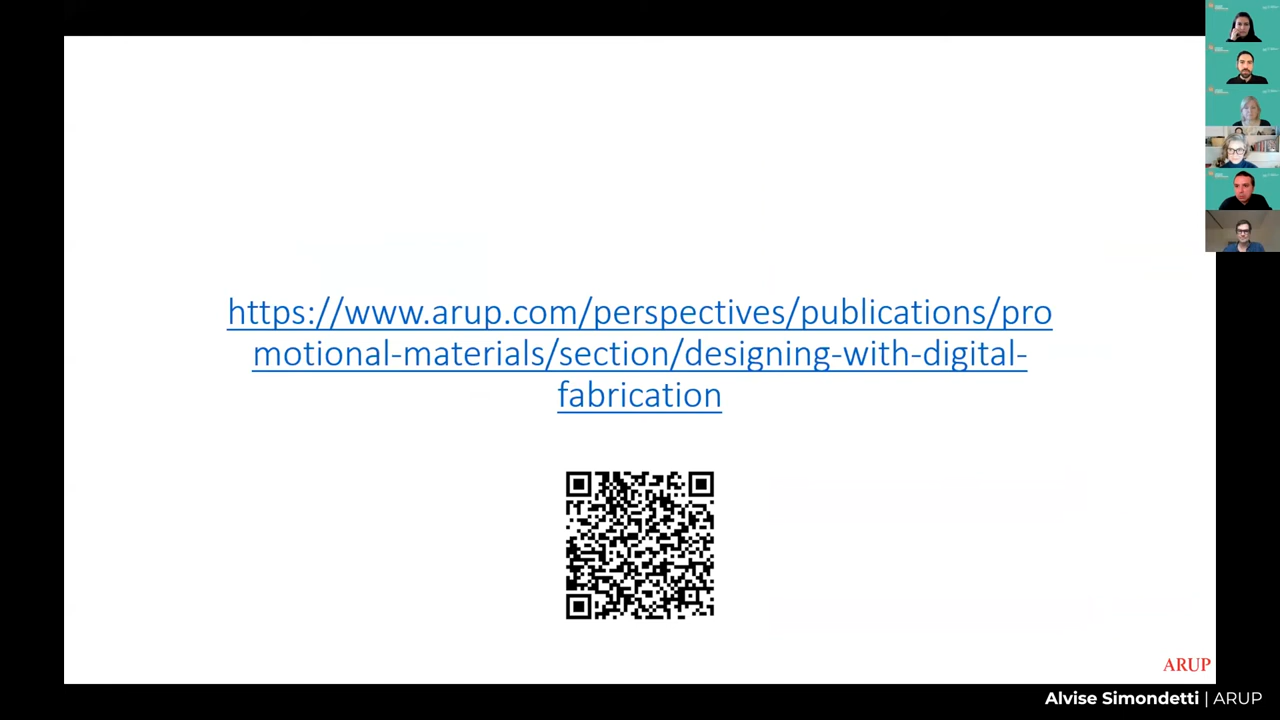 https://www.arup.com/perspectives/publications/pro
motional-materials/section/designing-with-digital-
fabrication
ARUP
Alvise Simondetti | ARUP